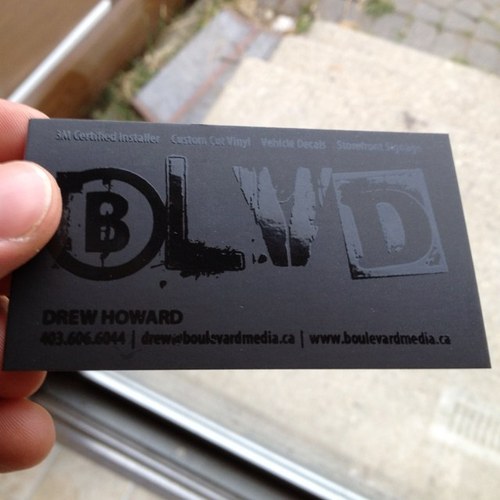 3M Certified Installer Custom Cut Vinyl Vehicle Decals Storefront Signage
BLVD
DREW HOWARD
403.606.6044 | drew@boulevardmedia.ca | www.boulevardmedia.ca